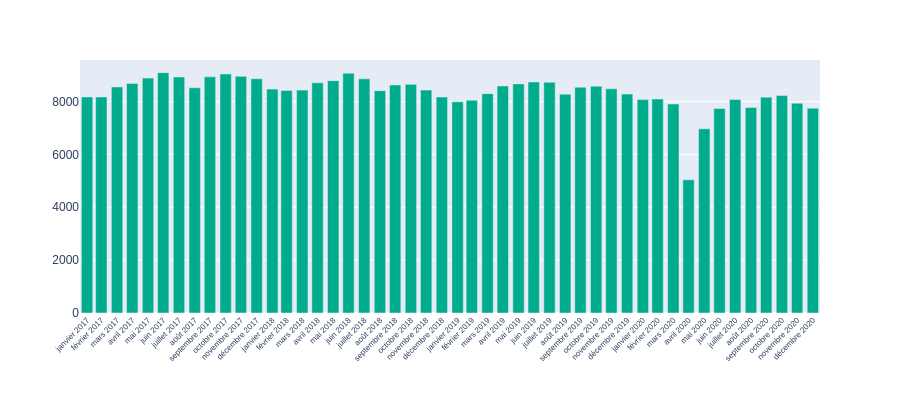 8000
6000
4000
2000
0
janvier 2017
février 2017
mars 2017
avril 2017
mai 2017
juin 2017
juillet 2017
août 2017
septembre 2017
octobre 2017
novembre 2017
décembre 2017
janvier 2018
février 2018
mars 2018
avril 2018
mai 2018
juin 2018
juillet 2018
août 2018
septembre 2018
octobre 2018
novembre 2018
décembre 2018
janvier 2019
février 2019
mars 2019
avril 2019
mai 2019
juin 2019
juillet 2019
août 2019
septembre 2019
octobre 2019
novembre 2019
décembre 2019
janvier 2020
février 2020
mars 2020
avril 2020
mai 2020
juin 2020
juillet 2020
août 2020
septembre 2020
octobre 2020
novembre 2020
décembre 2020